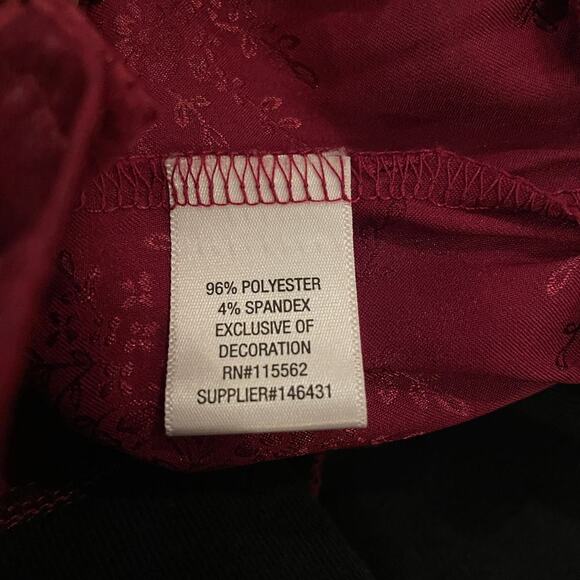 96% POLYESTER
4% SPANDEX
EXCLUSIVE OF
DECORATION
RN#115562
SUPPLIER#146431